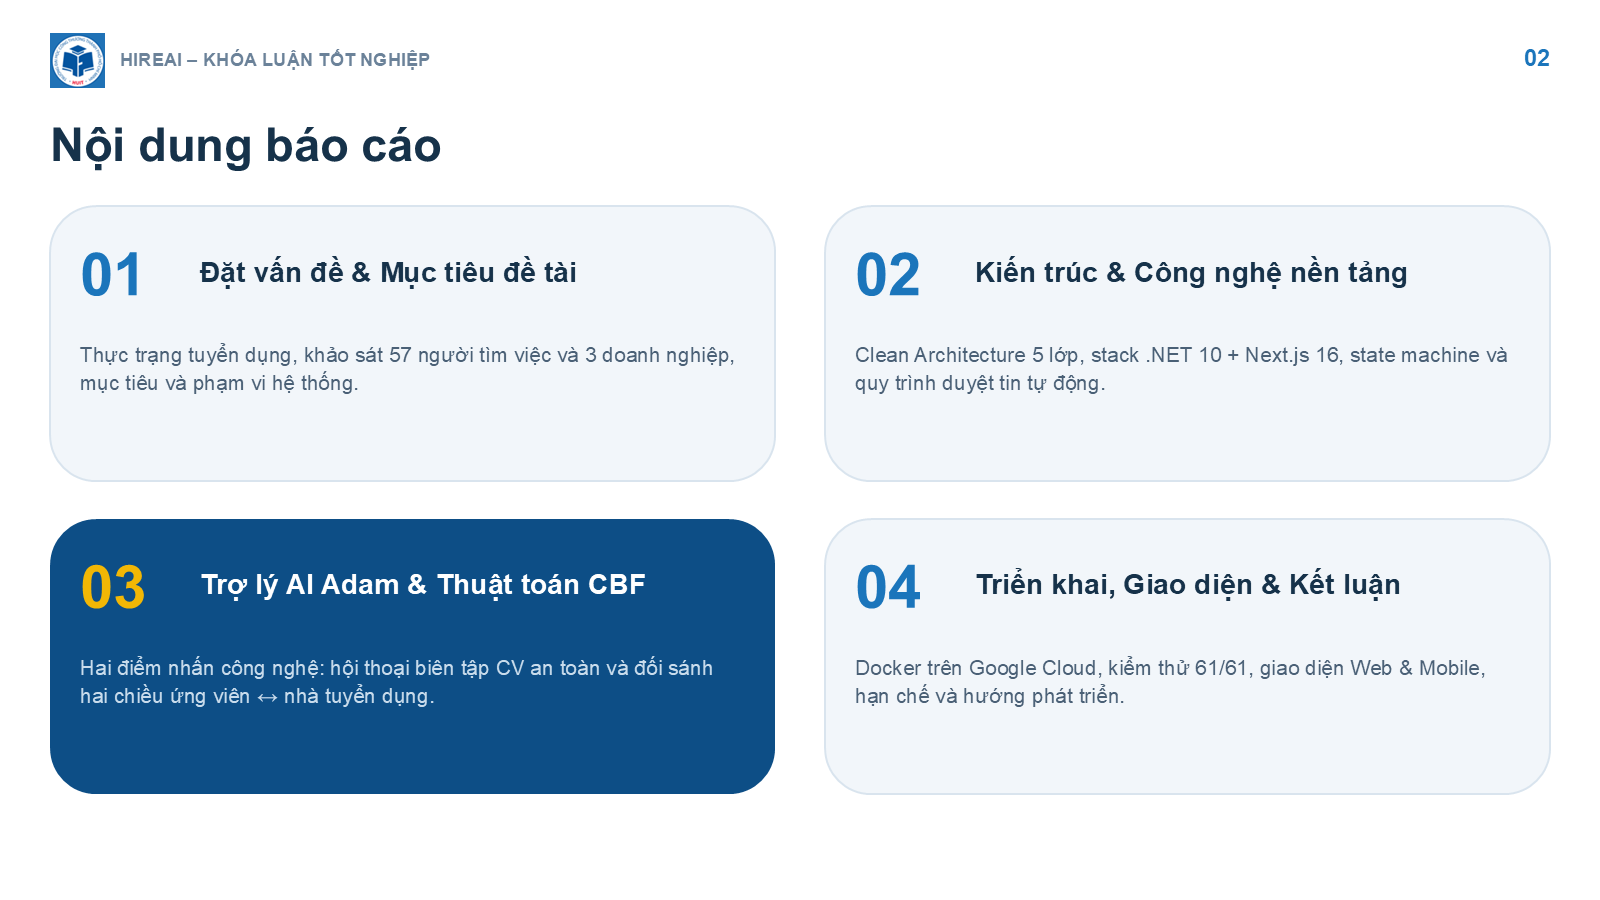 HIREAI – KHÓA LUẬN TỐT NGHIỆP
02
Nội dung báo cáo
01
Đặt vấn đề & Mục tiêu đề tài
Thực trạng tuyển dụng, khảo sát 57 người tìm việc và 3 doanh nghiệp,
mục tiêu và phạm vi hệ thống.
02
Kiến trúc & Công nghệ nền tảng
Clean Architecture 5 lớp, stack .NET 10 + Next.js 16, state machine và
quy trình duyệt tin tự động.
03
Trợ lý AI Adam & Thuật toán CBF
Hai điểm nhấn công nghệ: hội thoại biên tập CV an toàn và đối sánh
hai chiều ứng viên ↔ nhà tuyển dụng.
04
Triển khai, Giao diện & Kết luận
Docker trên Google Cloud, kiểm thử 61/61, giao diện Web & Mobile,
hạn chế và hướng phát triển.